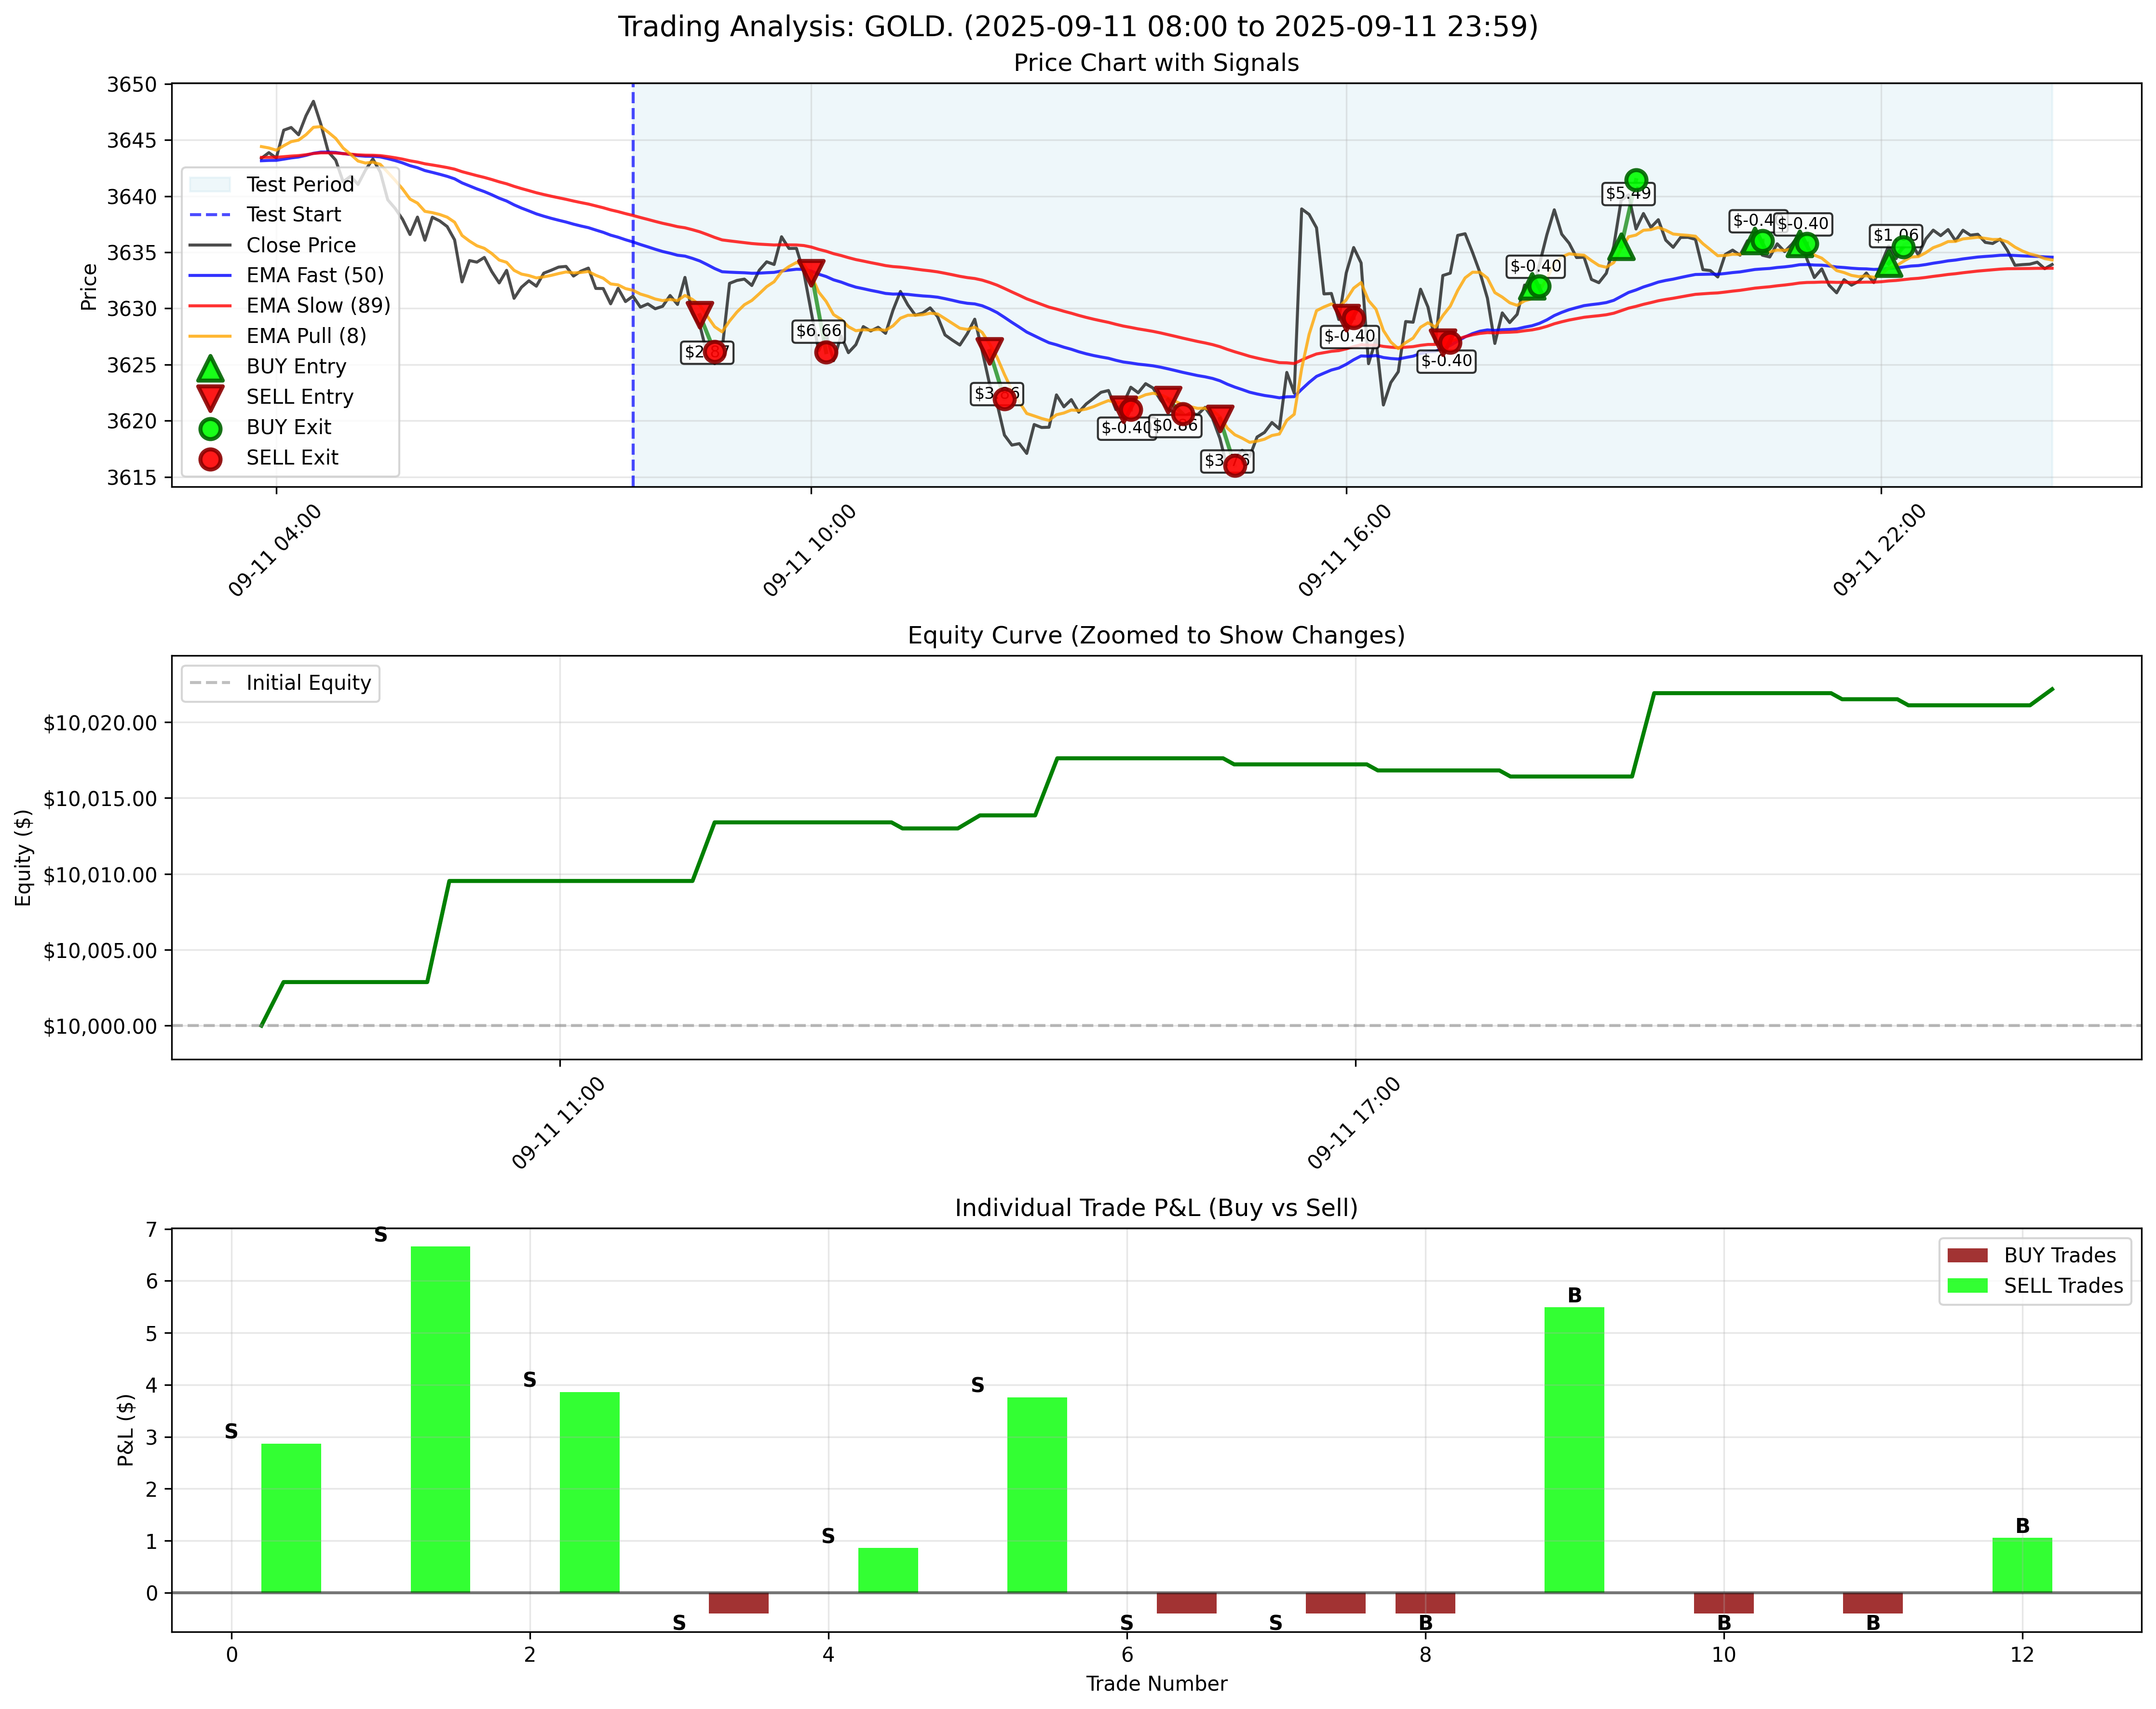 Trading Analysis: GOLD. (2025-09-11 08:00 to 2025-09-11 23:59)
Price Chart with Signals
Price
3650
3645
3640
3635
3630
3625
3620
3615
Test Period
Test Start
Close Price
EMA Fast (50)
EMA Slow (89)
EMA Pull (8)
BUY Entry
SELL Entry
BUY Exit
SELL Exit
$6.66
$-0.40
$-0.40
$-0.40
$-0.40
$5.49
$-0.40
$1.06
09-11 04:00
09-11 10:00
09-11 16:00
09-11 22:00
Equity Curve (Zoomed to Show Changes)
Initial Equity
Equity ($)
$10,020.00
$10,015.00
$10,010.00
$10,005.00
$10,000.00
09-11 11:00
09-11 17:00
Individual Trade P&L (Buy vs Sell)
BUY Trades
SELL Trades
P&L ($)
7
6
5
4
3
2
1
0
S
S
S
S
S
S
S
S
B
B
B
B
B
0
2
4
6
8
10
12
Trade Number